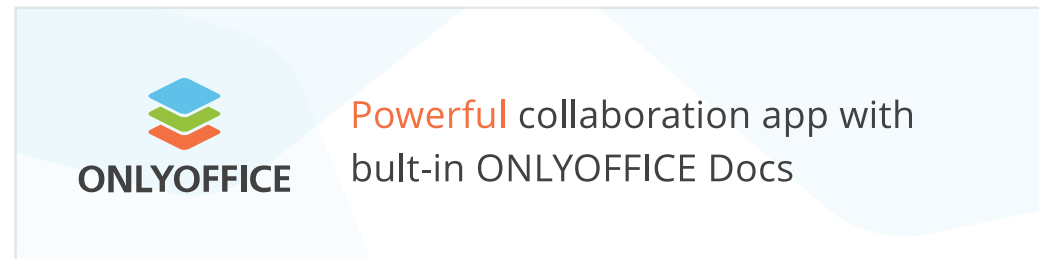 ONLYOFFICE
Powerful collaboration app with
bult-in ONLYOFFICE Docs